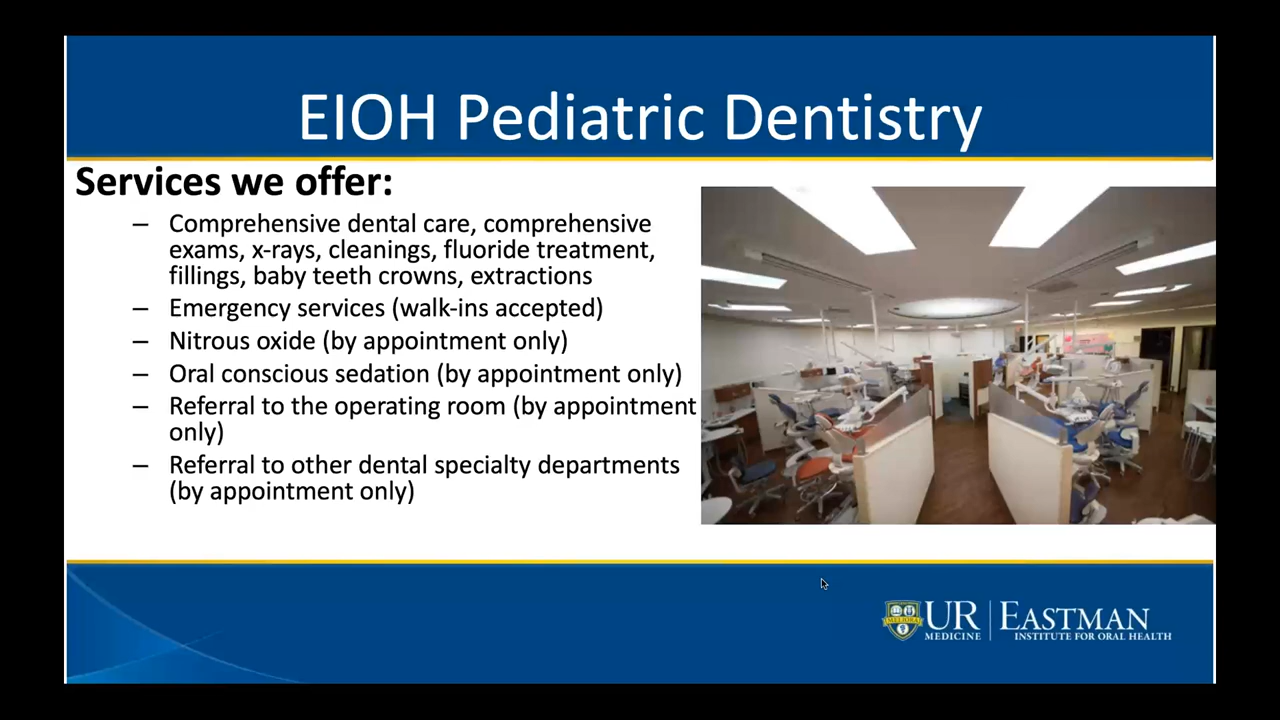 EIOH Pediatric Dentistry
Services we offer:
– Comprehensive dental care, comprehensive
exams, x-rays, cleanings, fluoride treatment,
fillings, baby teeth crowns, extractions
– Emergency services (walk-ins accepted)
– Nitrous oxide (by appointment only)
– Oral conscious sedation (by appointment only)
– Referral to the operating room (by appointment
only)
– Referral to other dental specialty departments
(by appointment only)
MELIORA
UR
MEDICINE
EASTMAN
INSTITUTE FOR ORAL HEALTH